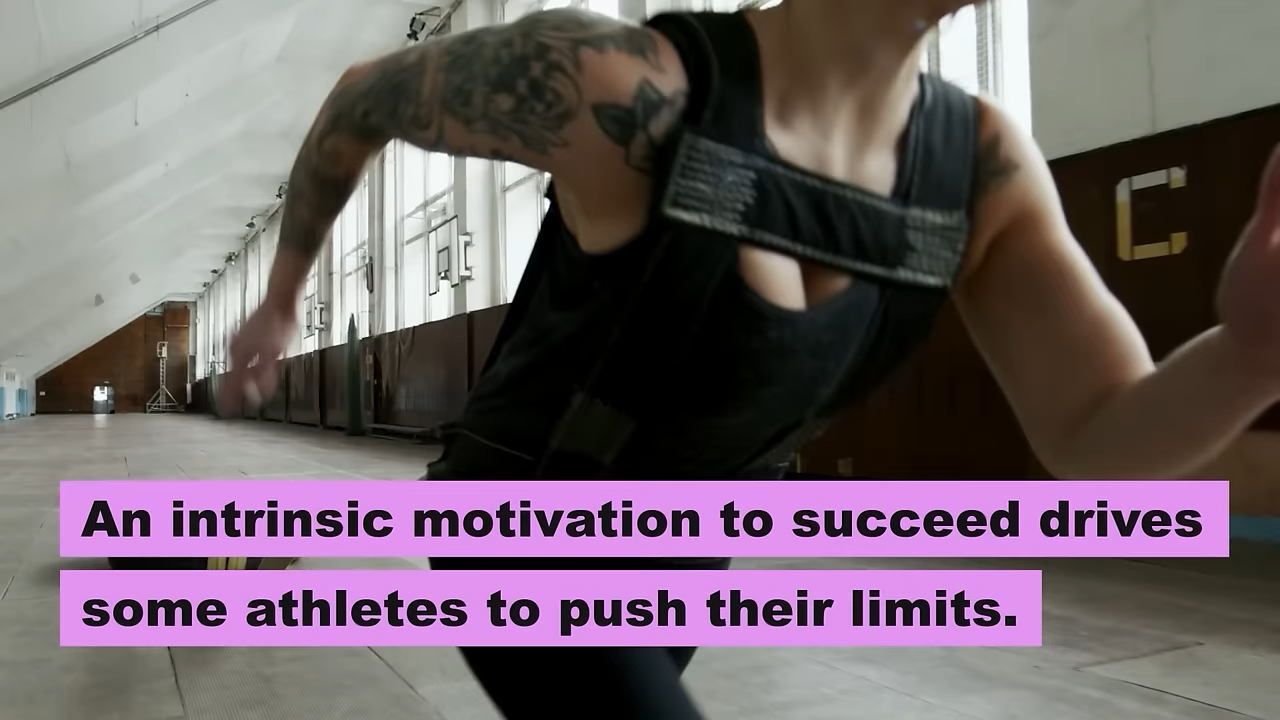 C
An intrinsic motivation to succeed drives
some athletes to push their limits.